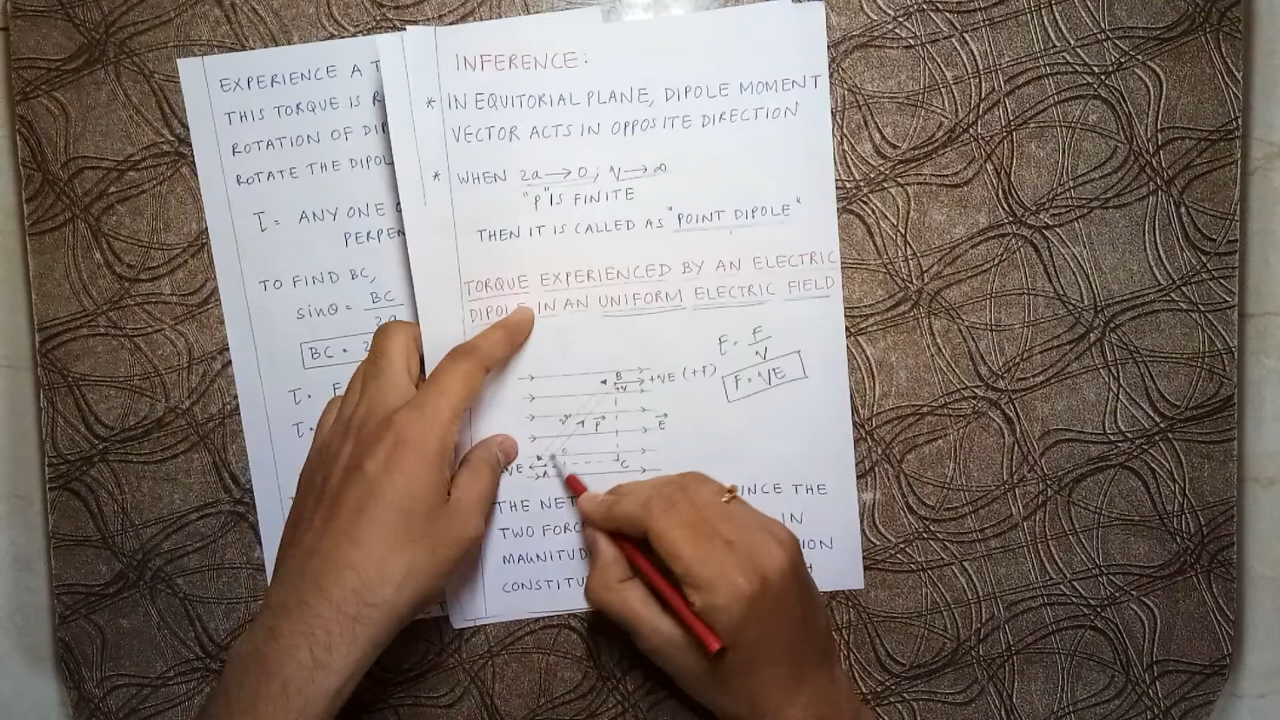 EXPERIENCE A T
THIS TORQUE IS
ROTATION OF DIP
ROTATE THE DIPOL
τ = ANY ONE
PERPEN
TO FIND BC,
sinθ = BC
BC = 2
τ =
τ
INFERENCE:
* IN EQUITORIAL PLANE, DIPOLE MOMENT
VECTOR ACTS IN OPPOSITE DIRECTION
* WHEN 2a→0; q→∞
"P" IS FINITE
THEN IT IS CALLED AS "POINT DIPOLE"
TORQUE EXPERIENCED BY AN ELECTRIC
DIPOLE IN AN UNIFORM ELECTRIC FIELD
E = F/q
F = qE
B
+q
+qE (+F)
P
E
A
C
THE NET
INCE THE
TWO FORC
IN
MAGNITUD
ION
CONSTITU